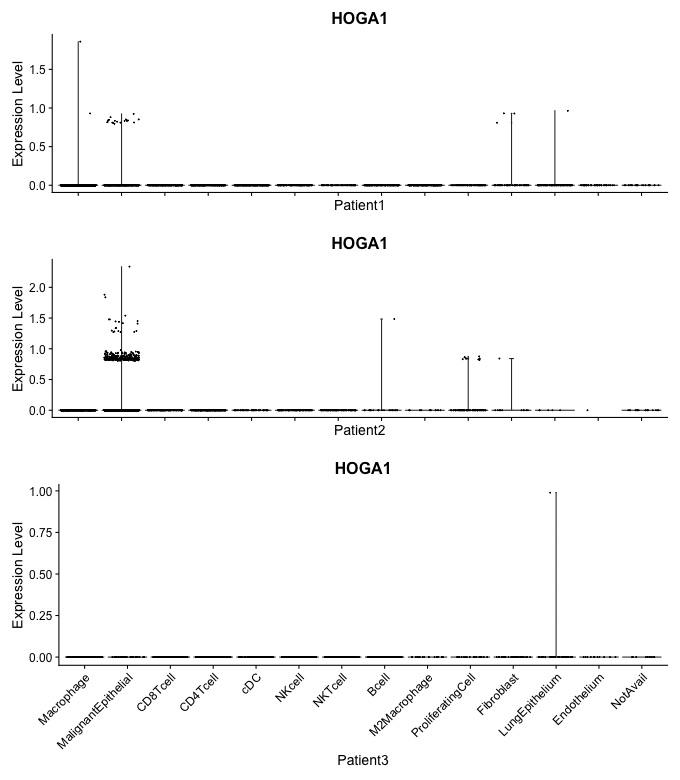 HOGA1
Expression Level
1.5
1.0
0.5
0.0
Patient1
HOGA1
Expression Level
2.0
1.5
1.0
0.5
0.0
Patient2
HOGA1
Expression Level
1.00
0.75
0.50
0.25
0.00
Macrophage
MalignantEpithelial
CD8Tcell
CD4Tcell
cDC
NKcell
NKTcell
Bcell
M2Macrophage
ProliferatingCell
Fibroblast
LungEpithelium
Endothelium
NotAvail
Patient3